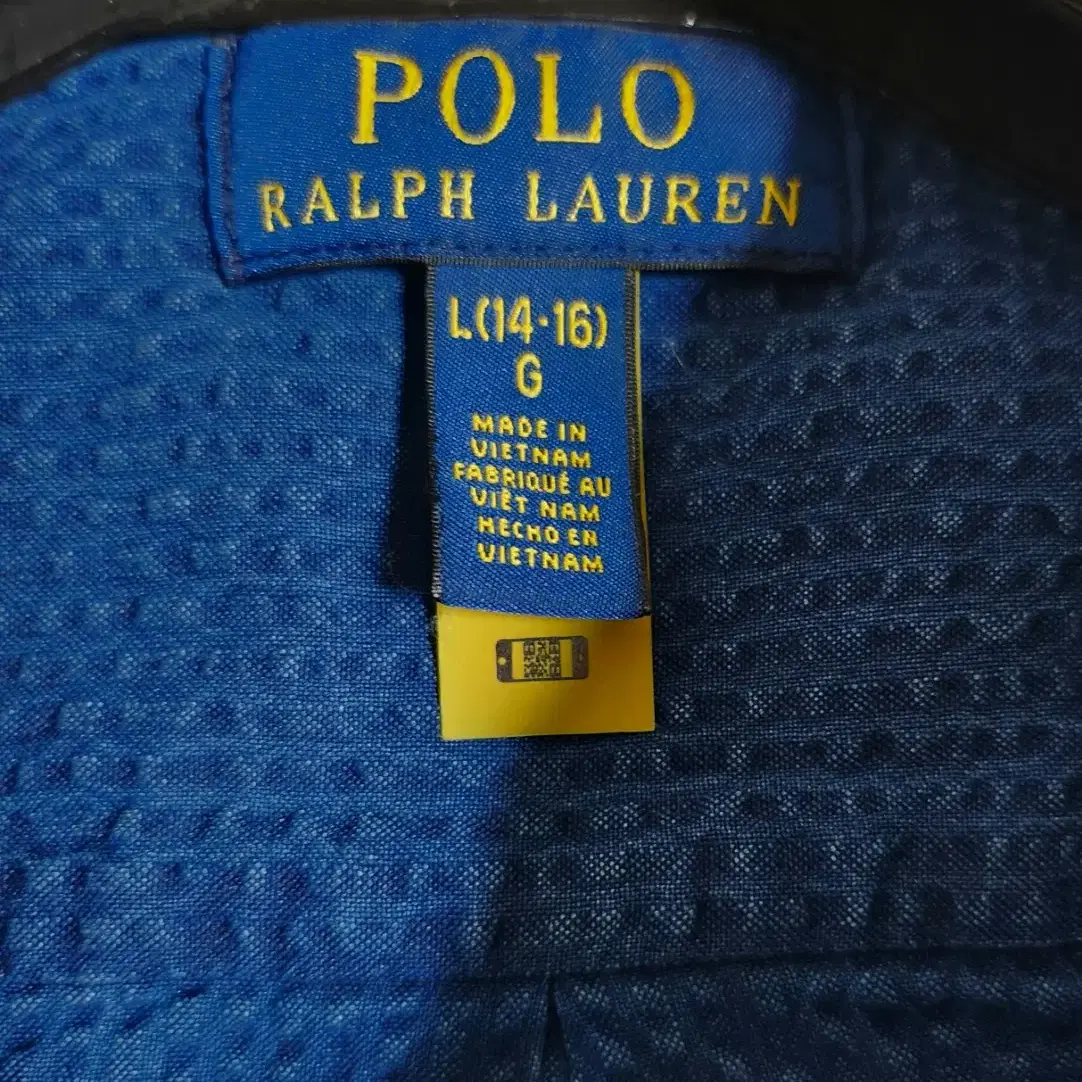 POLO
RALPH LAUREN
L(14·16)
G
MADE IN
VIETNAM
FABRIQUÉ AU
VIÊT NAM
HECHO EN
VIETNAM